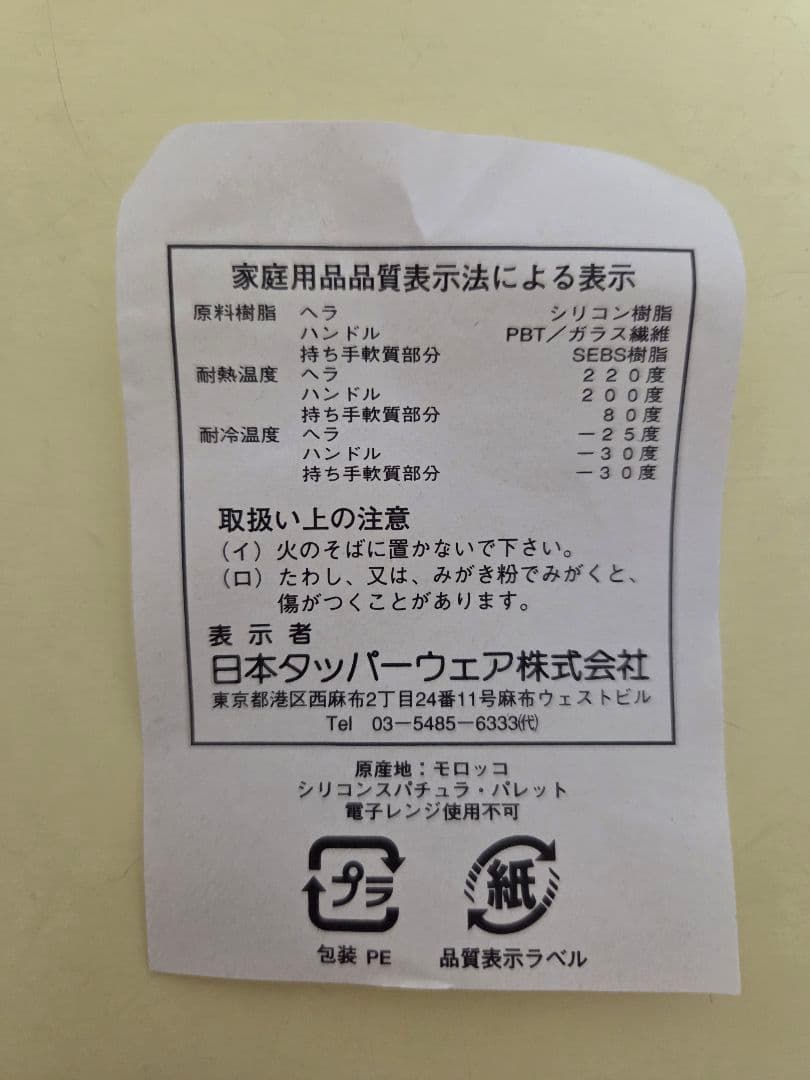 家庭用品品質表示法による表示
原料樹脂 ヘラ シリコン樹脂
ハンドル PBT／ガラス繊維
持ち手軟質部分 SEBS樹脂
耐熱温度 ヘラ ２２０度
ハンドル ２００度
持ち手軟質部分 ８０度
耐冷温度 ヘラ －２５度
ハンドル －３０度
持ち手軟質部分 －３０度
取扱い上の注意
（イ）火のそばに置かないで下さい。
（ロ）たわし、又は、みがき粉でみがくと、
傷がつくことがあります。
表示者
日本タッパーウェア株式会社
東京都港区西麻布2丁目24番11号麻布ウェストビル
Tel 03－5485－6333㈹
原産地：モロッコ
シリコンスパチュラ・パレット
電子レンジ使用不可
プラ 紙
包装 PE 品質表示ラベル